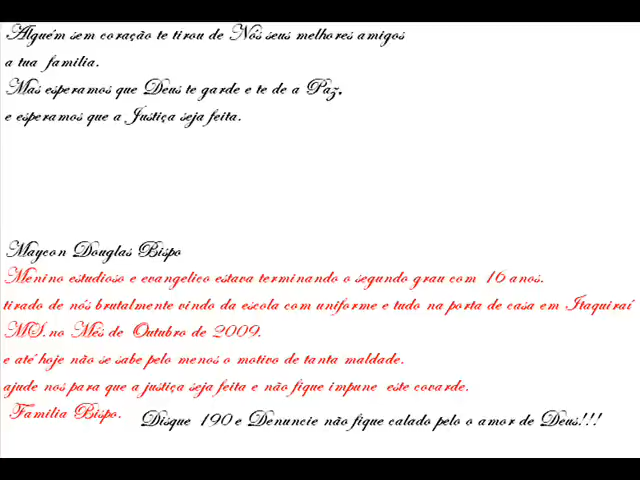 Alguém sem coração te tirou de Nós seus melhores amigos
a tua familia.
Mas esperamos que Deus te garde e te de a Paz,
e esperamos que a Justiça seja feita.
Maycon Douglas Bispo
Menino estudioso e evangelico estava terminando o segundo grau com 16 anos.
tirado de nós brutalmente vindo da escola com uniforme e tudo na porta de casa em Itaquiraí
MS. no Mês de Outubro de 2009.
e até hoje não se sabe pelo menos o motivo de tanta maldade.
ajude nos para que a justiça seja feita e não fique impune este covarde.
Familia Bispo.
Disque 190 e Denuncie não fique calado pelo o amor de Deus!!!